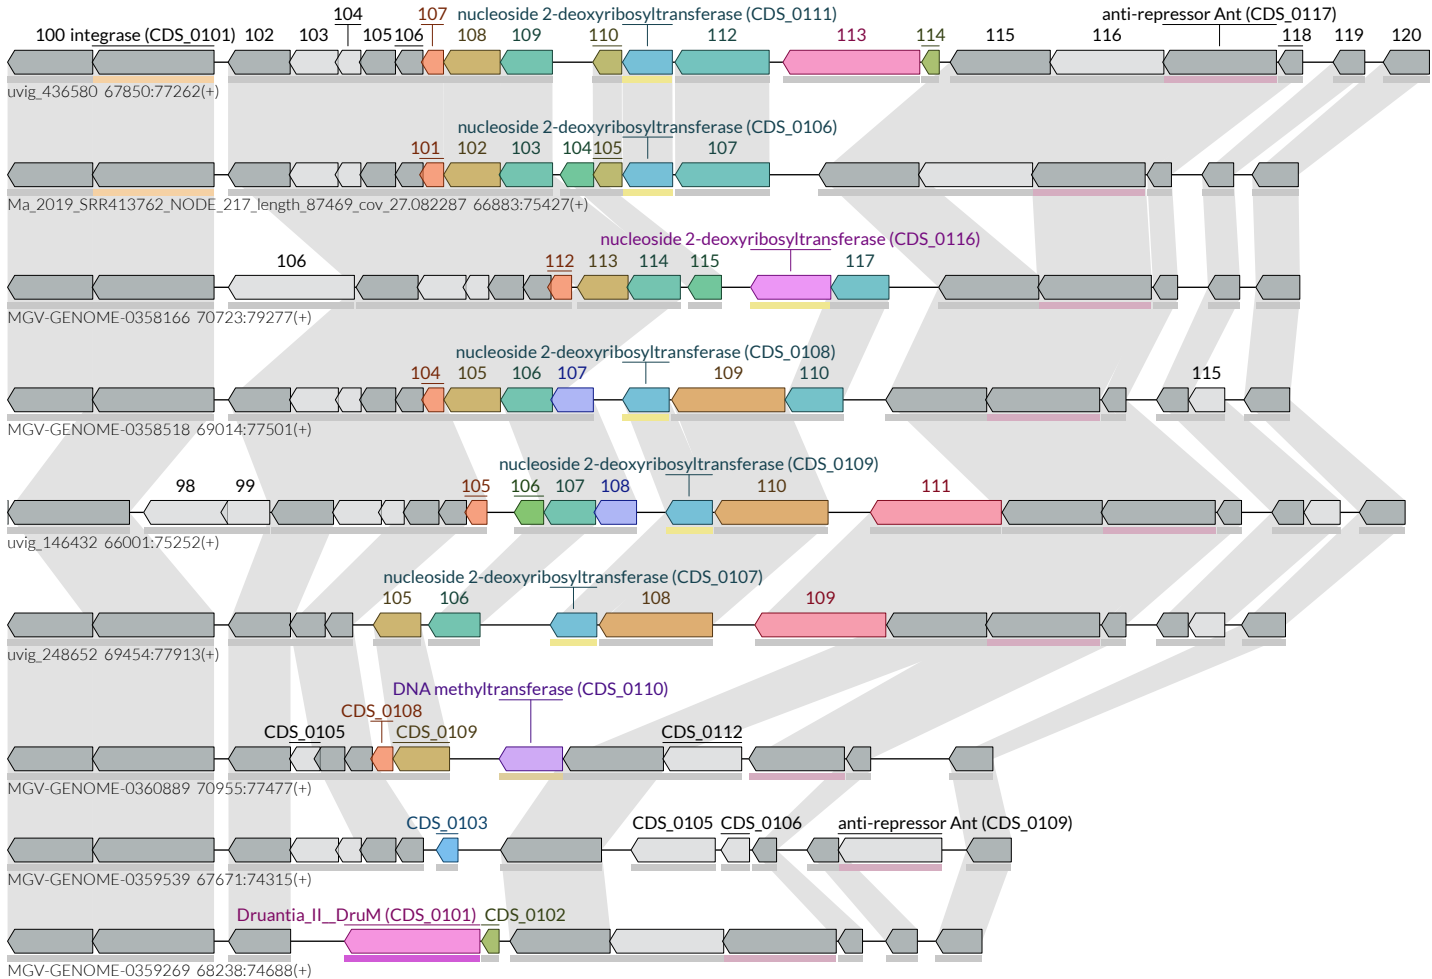 104 107 nucleoside 2-deoxyribosyltransferase (CDS_0111) anti-repressor Ant (CDS_0117)
100 integrase (CDS_0101) 102 103 105 106 108 109 110 112 113 114 115 116 118 119 120
uvig_436580 67850:77262(+)
nucleoside 2-deoxyribosyltransferase (CDS_0106)
101 102 103 104 105 107
Ma_2019_SRR413762_NODE_217_length_87469_cov_27.082287 66883:75427(+)
nucleoside 2-deoxyribosyltransferase (CDS_0116)
106 112 113 114 115 117
MGV-GENOME-0358166 70723:79277(+)
nucleoside 2-deoxyribosyltransferase (CDS_0108)
104 105 106 107 109 110 115
MGV-GENOME-0358518 69014:77501(+)
nucleoside 2-deoxyribosyltransferase (CDS_0109)
98 99 105 106 107 108 110 111
uvig_146432 66001:75252(+)
nucleoside 2-deoxyribosyltransferase (CDS_0107)
105 106 108 109
uvig_248652 69454:77913(+)
DNA methyltransferase (CDS_0110)
CDS_0108
CDS_0105 CDS_0109 CDS_0112
MGV-GENOME-0360889 70955:77477(+)
CDS_0103 CDS_0105 CDS_0106 anti-repressor Ant (CDS_0109)
MGV-GENOME-0359539 67671:74315(+)
Druantia_II__DruM (CDS_0101) CDS_0102
MGV-GENOME-0359269 68238:74688(+)